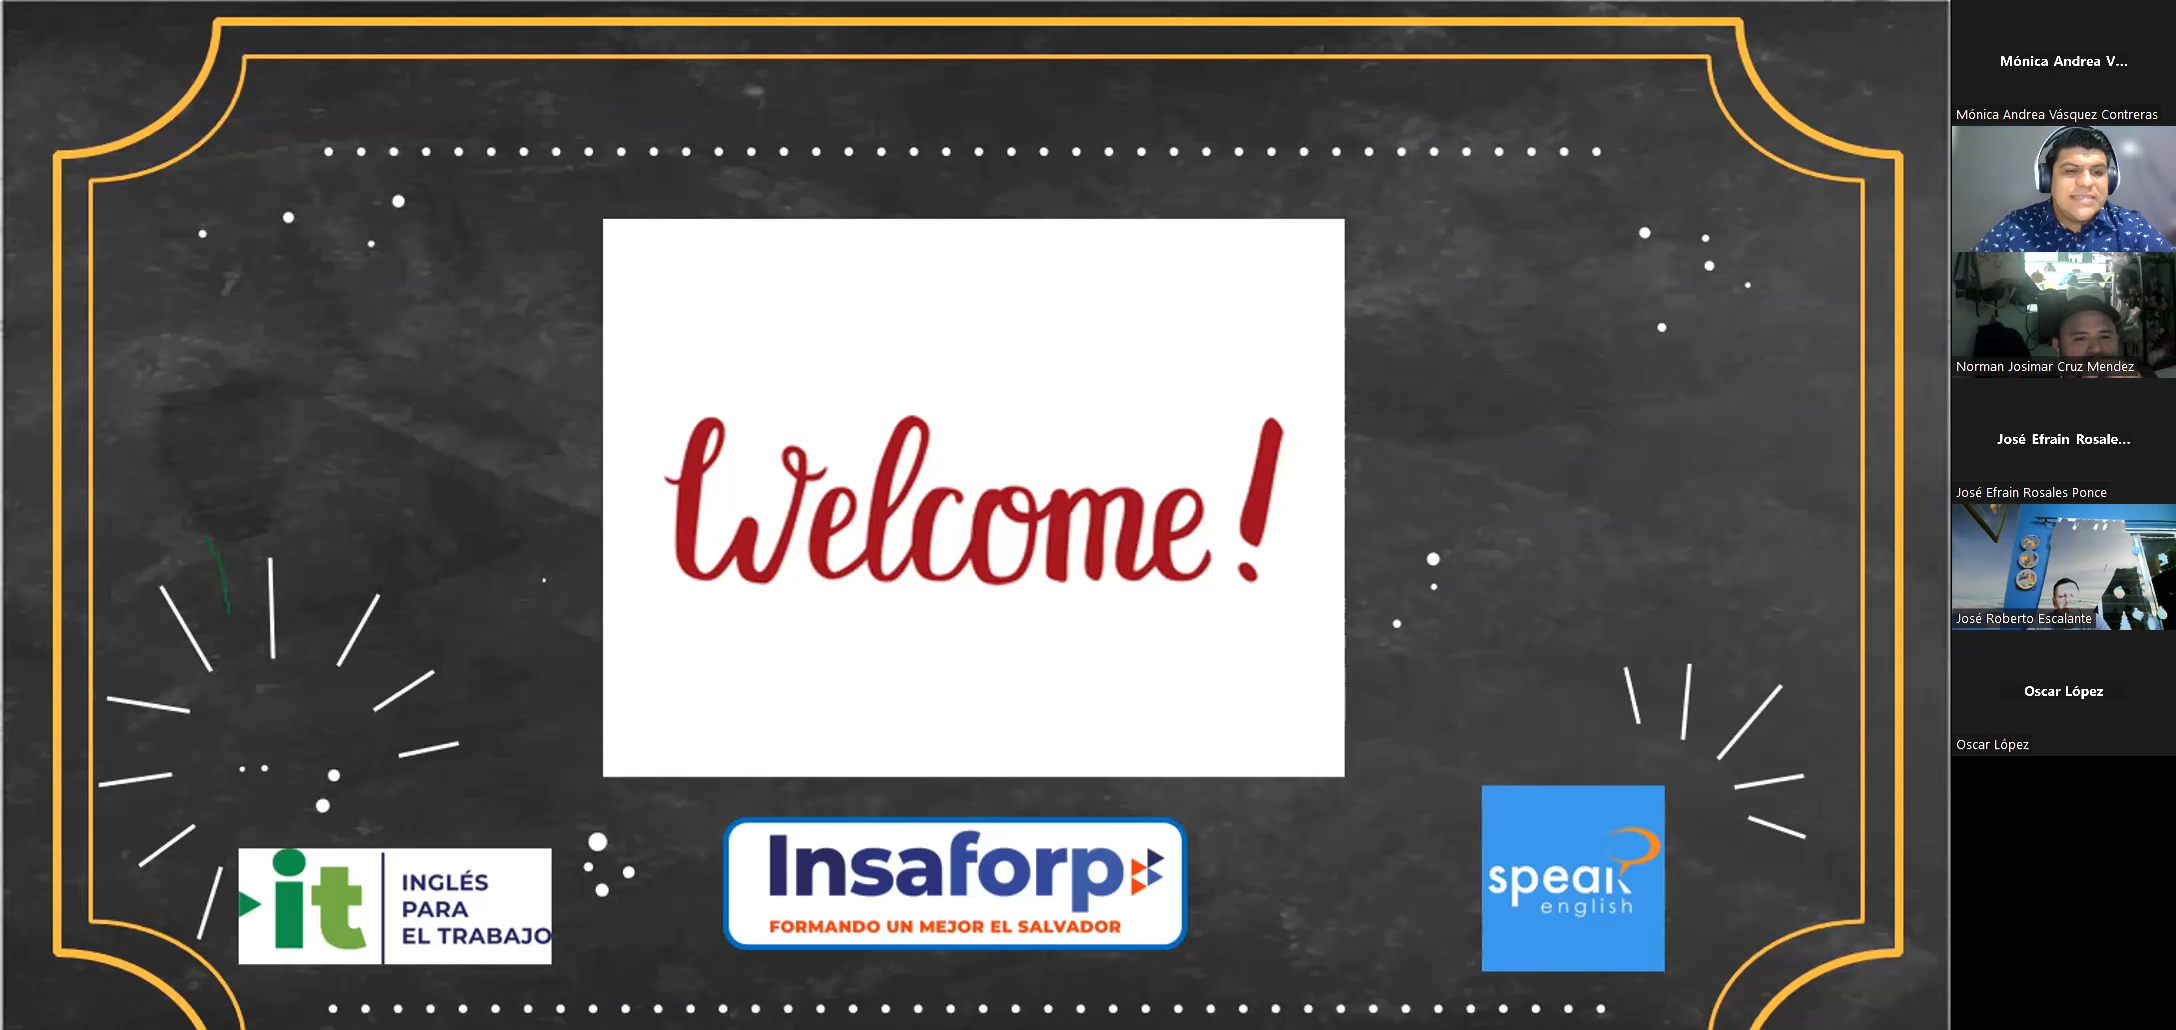 Welcome!
it
INGLÉS
PARA
EL TRABAJO
Insaforp
FORMANDO UN MEJOR EL SALVADOR
speak
english
Mónica Andrea V...
Mónica Andrea Vásquez Contreras
Norman Josimar Cruz Mendez
José Efrain Rosale...
José Efrain Rosales Ponce
José Roberto Escalante
Oscar López
Oscar López